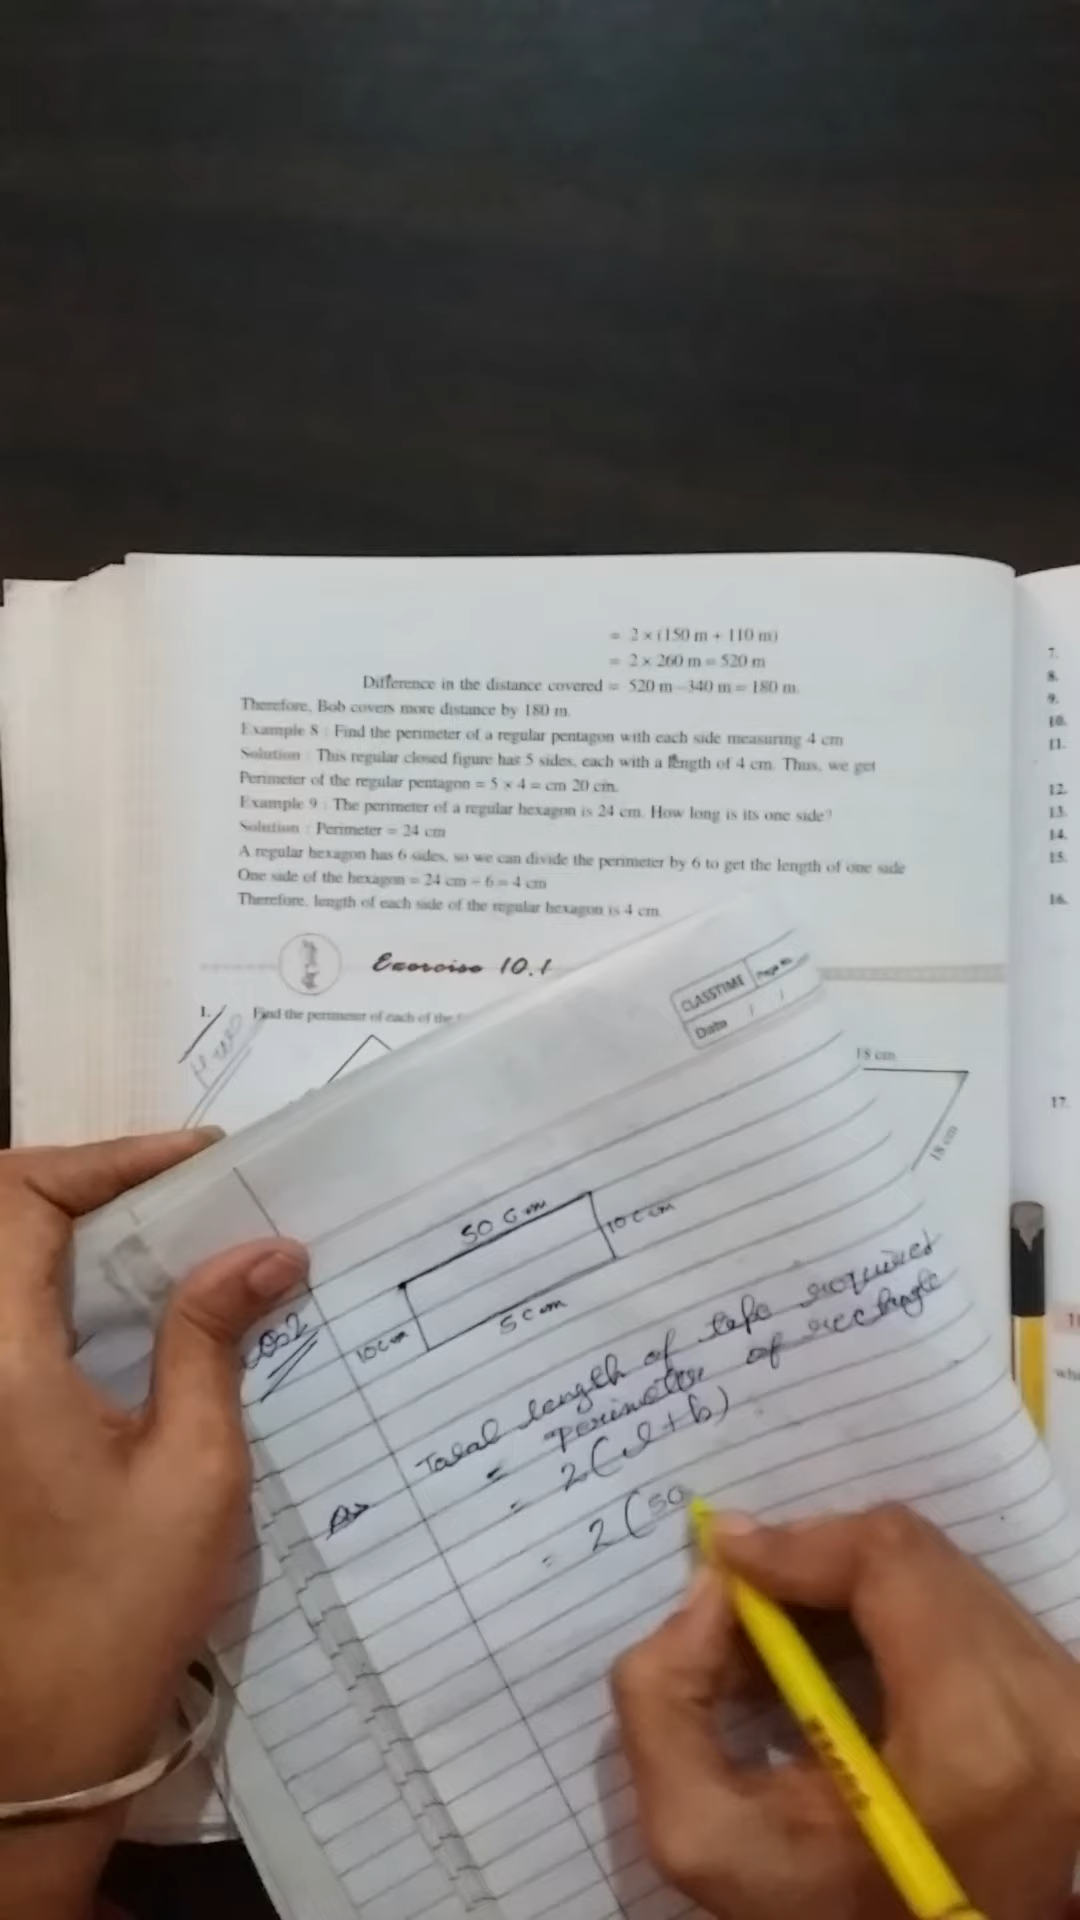 = 2 × (150 m + 110 m)
= 2 × 260 m = 520 m
Difference in the distance covered = 520 m – 340 m = 180 m.
Therefore, Bob covers more distance by 180 m.
Example 8 : Find the perimeter of a regular pentagon with each side measuring 4 cm
Solution : This regular closed figure has 5 sides, each with a length of 4 cm. Thus, we get
Perimeter of the regular pentagon = 5 × 4 = cm 20 cm.
Example 9 : The perimeter of a regular hexagon is 24 cm. How long is its one side?
Solution : Perimeter = 24 cm
A regular hexagon has 6 sides, so we can divide the perimeter by 6 to get the length of one side
One side of the hexagon = 24 cm ÷ 6 = 4 cm
Therefore, length of each side of the regular hexagon is 4 cm.
Exercise 10.1
1. Find the perimeter of each of the
18 cm
18 cm
7.
8.
9.
10.
11.
12.
13.
14.
15.
16.
17.
CLASSTIME Page No.
Date / /
50 cm
10 cm
10 cm
5 cm
Total length of tape required
= perimeter of rectangle
= 2 (l + b)
= 2 (50